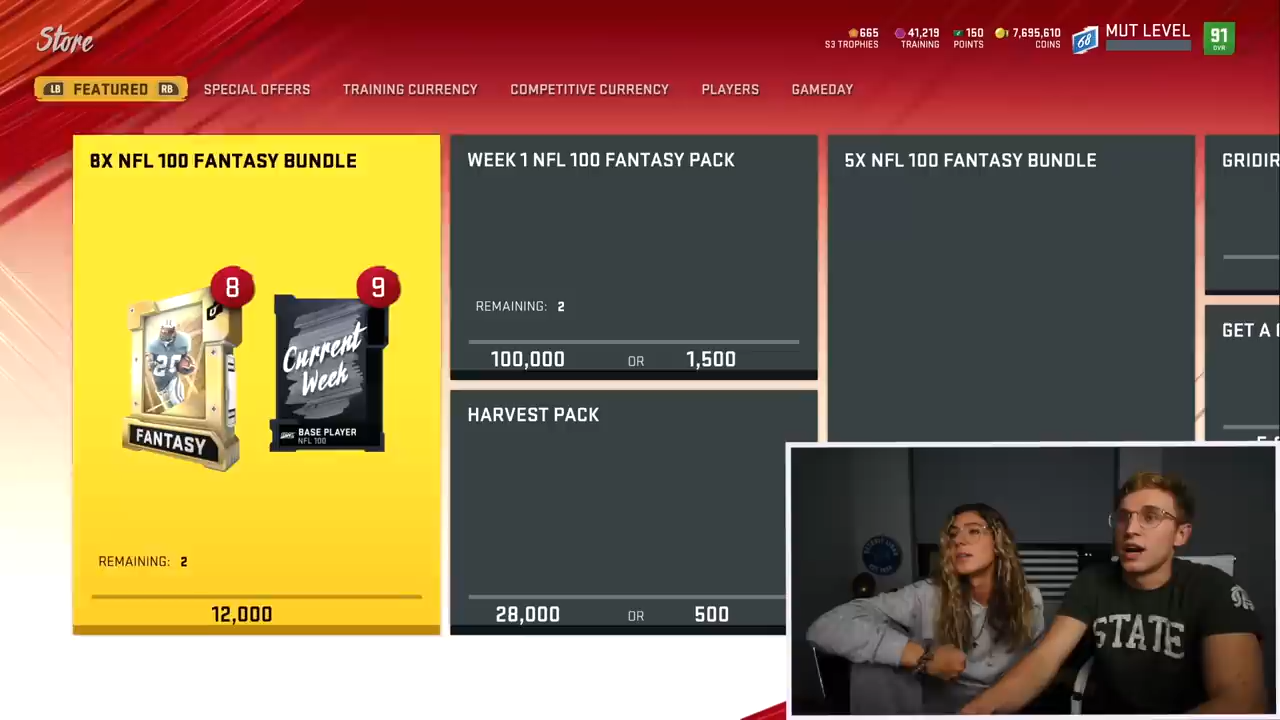 Store
665
S3 TROPHIES
41,219
TRAINING
150
POINTS
7,695,610
COINS
68
MUT LEVEL
91
OVR
LB FEATURED RB
SPECIAL OFFERS
TRAINING CURRENCY
COMPETITIVE CURRENCY
PLAYERS
GAMEDAY
8X NFL 100 FANTASY BUNDLE
8
FANTASY
9
Current
Week
BASE PLAYER
NFL 100
REMAINING: 2
12,000
WEEK 1 NFL 100 FANTASY PACK
REMAINING: 2
100,000 OR 1,500
HARVEST PACK
28,000 OR 500
5X NFL 100 FANTASY BUNDLE
GRIDIR
GET A
STATE